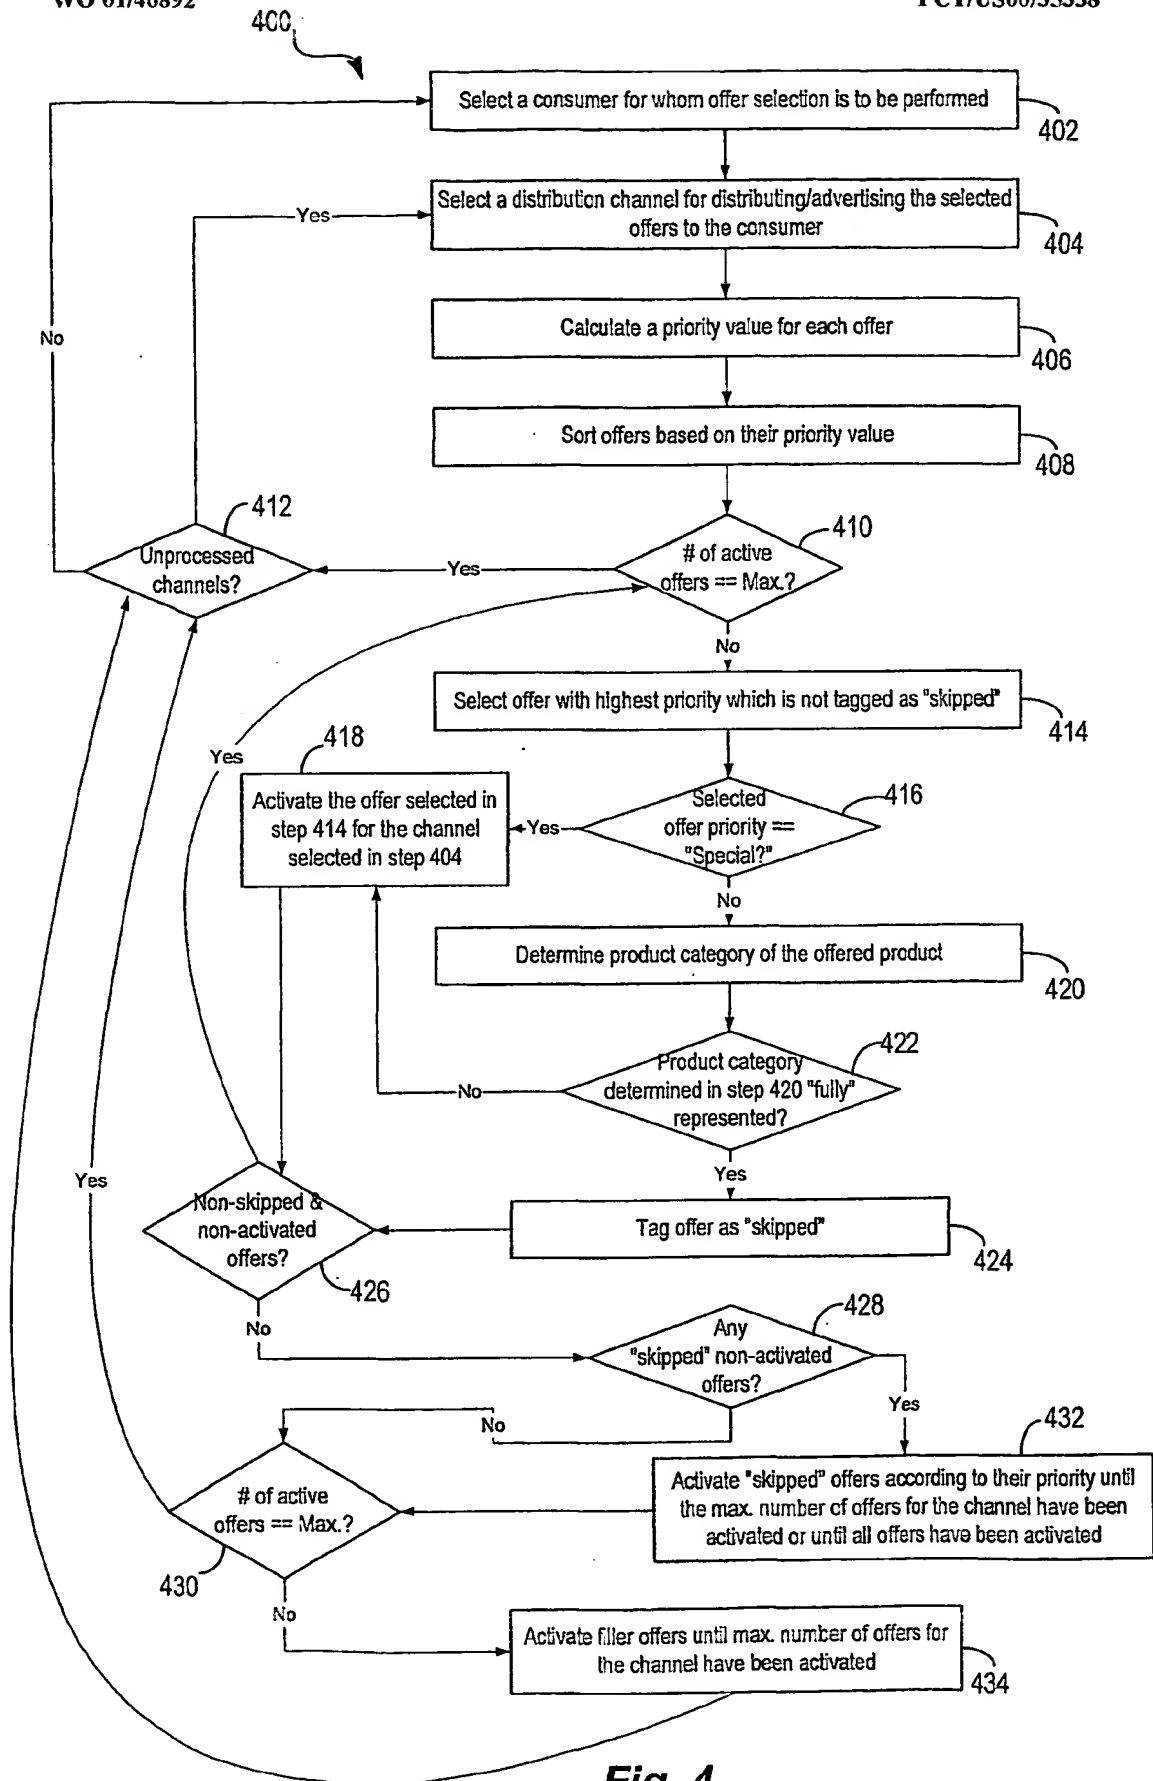 WO 01/46892
PCT/US00/33338
400
Select a consumer for whom offer selection is to be performed
402
Select a distribution channel for distributing/advertising the selected
offers to the consumer
404
Yes
Calculate a priority value for each offer
406
No
Sort offers based on their priority value
408
412
Unprocessed
channels?
410
# of active
offers == Max.?
Yes
No
Select offer with highest priority which is not tagged as "skipped"
414
418
Yes
Activate the offer selected in
step 414 for the channel
selected in step 404
Yes
Selected
offer priority ==
"Special?"
416
No
Determine product category of the offered product
420
422
Product category
determined in step 420 "fully"
represented?
No
Yes
Yes
Non-skipped &
non-activated
offers?
426
Tag offer as "skipped"
424
No
428
Any
"skipped" non-activated
offers?
Yes
No
432
Activate "skipped" offers according to their priority until
the max. number of offers for the channel have been
activated or until all offers have been activated
# of active
offers == Max.?
430
No
Activate filler offers until max. number of offers for
the channel have been activated
434
Fig. 4